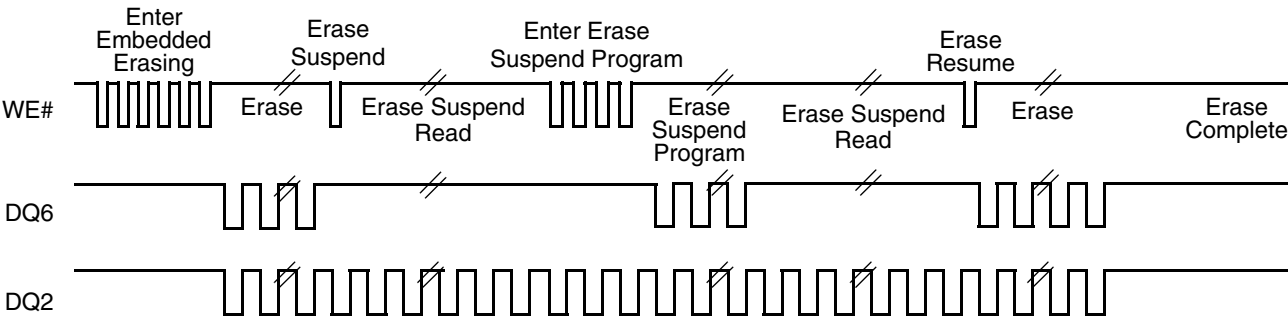 Enter
Embedded
Erasing
Erase
Suspend
Enter Erase
Suspend Program
Erase
Resume
WE#
Erase
Erase Suspend
Read
Erase
Suspend
Program
Erase Suspend
Read
Erase
Erase
Complete
DQ6
DQ2